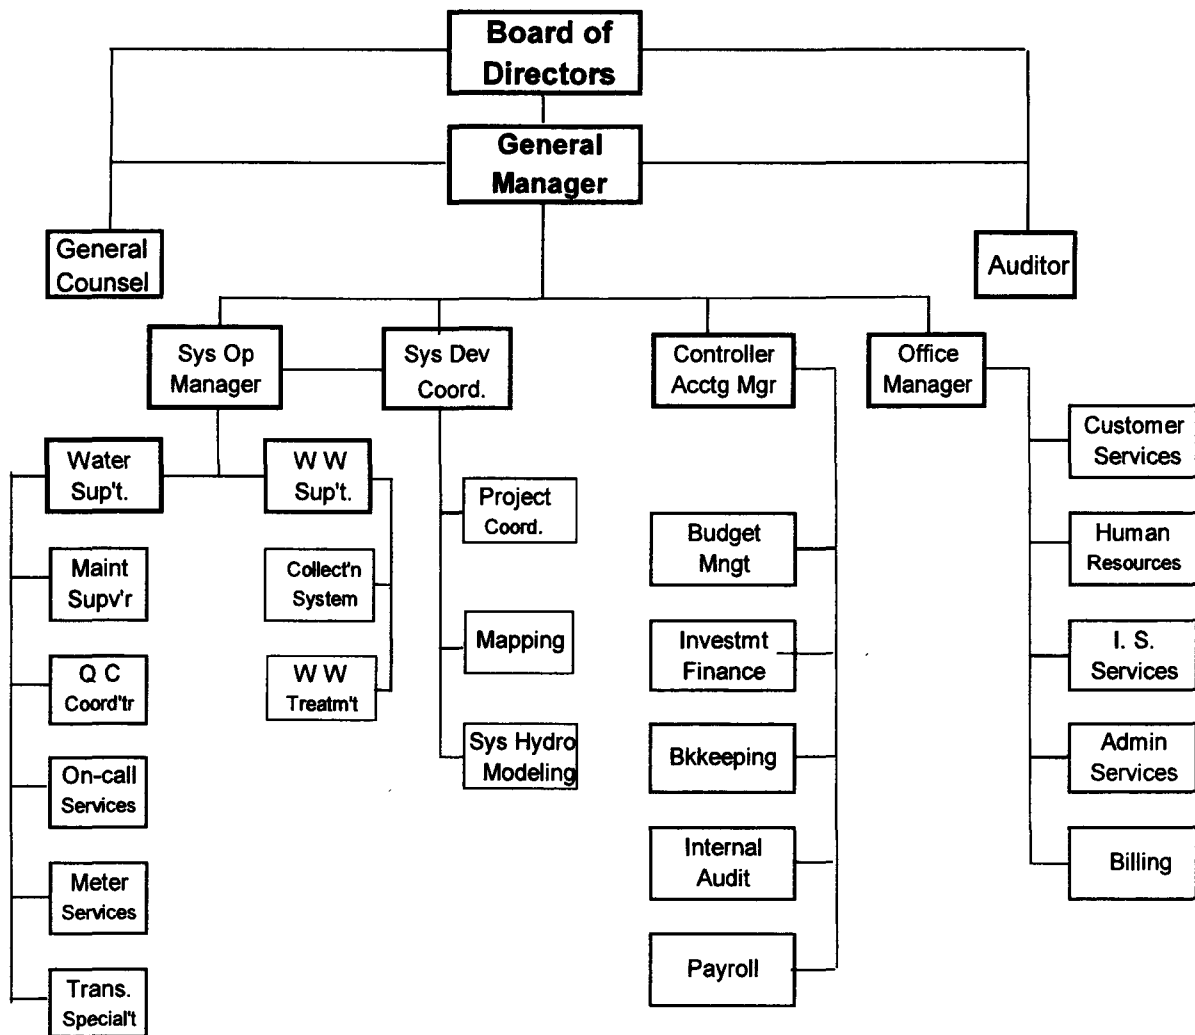 Board of
Directors
General
Manager
General
Counsel
Auditor
Sys Op
Manager
Sys Dev
Coord.
Controller
Acctg Mgr
Office
Manager
Water
Sup't.
W W
Sup't.
Maint
Supv'r
Collect'n
System
Q C
Coord'tr
W W
Treatm't
On-call
Services
Meter
Services
Trans.
Special't
Project
Coord.
Mapping
Sys Hydro
Modeling
Budget
Mngt
Investmt
Finance
Bkkeeping
Internal
Audit
Payroll
Customer
Services
Human
Resources
I. S.
Services
Admin
Services
Billing